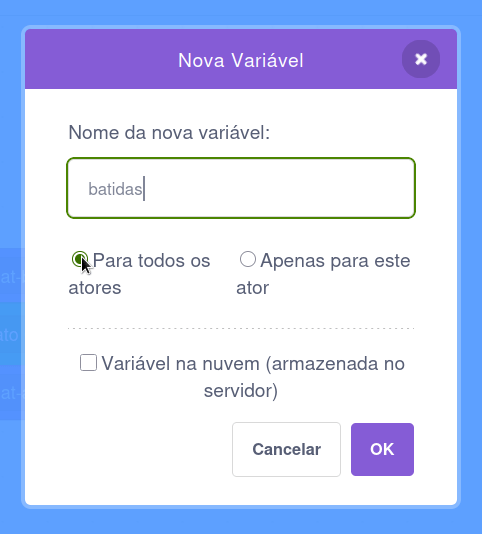 Nova Variável
Nome da nova variável:
batidas
Para todos os
atores
Apenas para este
ator
Variável na nuvem (armazenada no
servidor)
Cancelar
OK